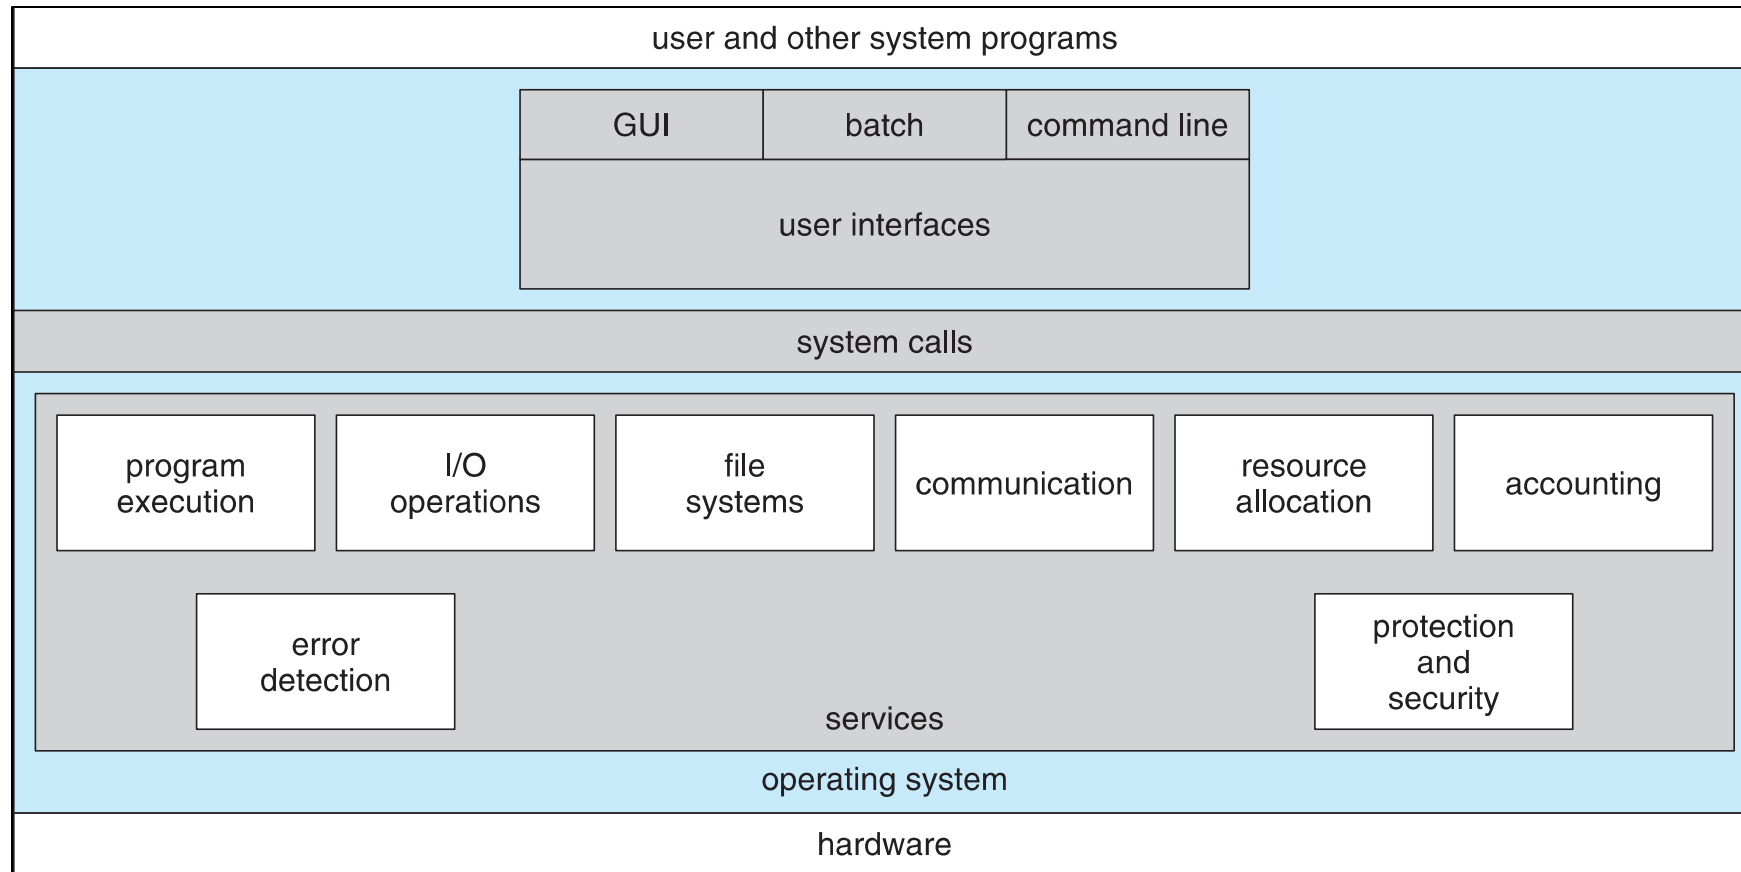 user and other system programs
GUI
batch
command line
user interfaces
system calls
program
execution
I/O
operations
file
systems
communication
resource
allocation
accounting
error
detection
protection
and
security
services
operating system
hardware